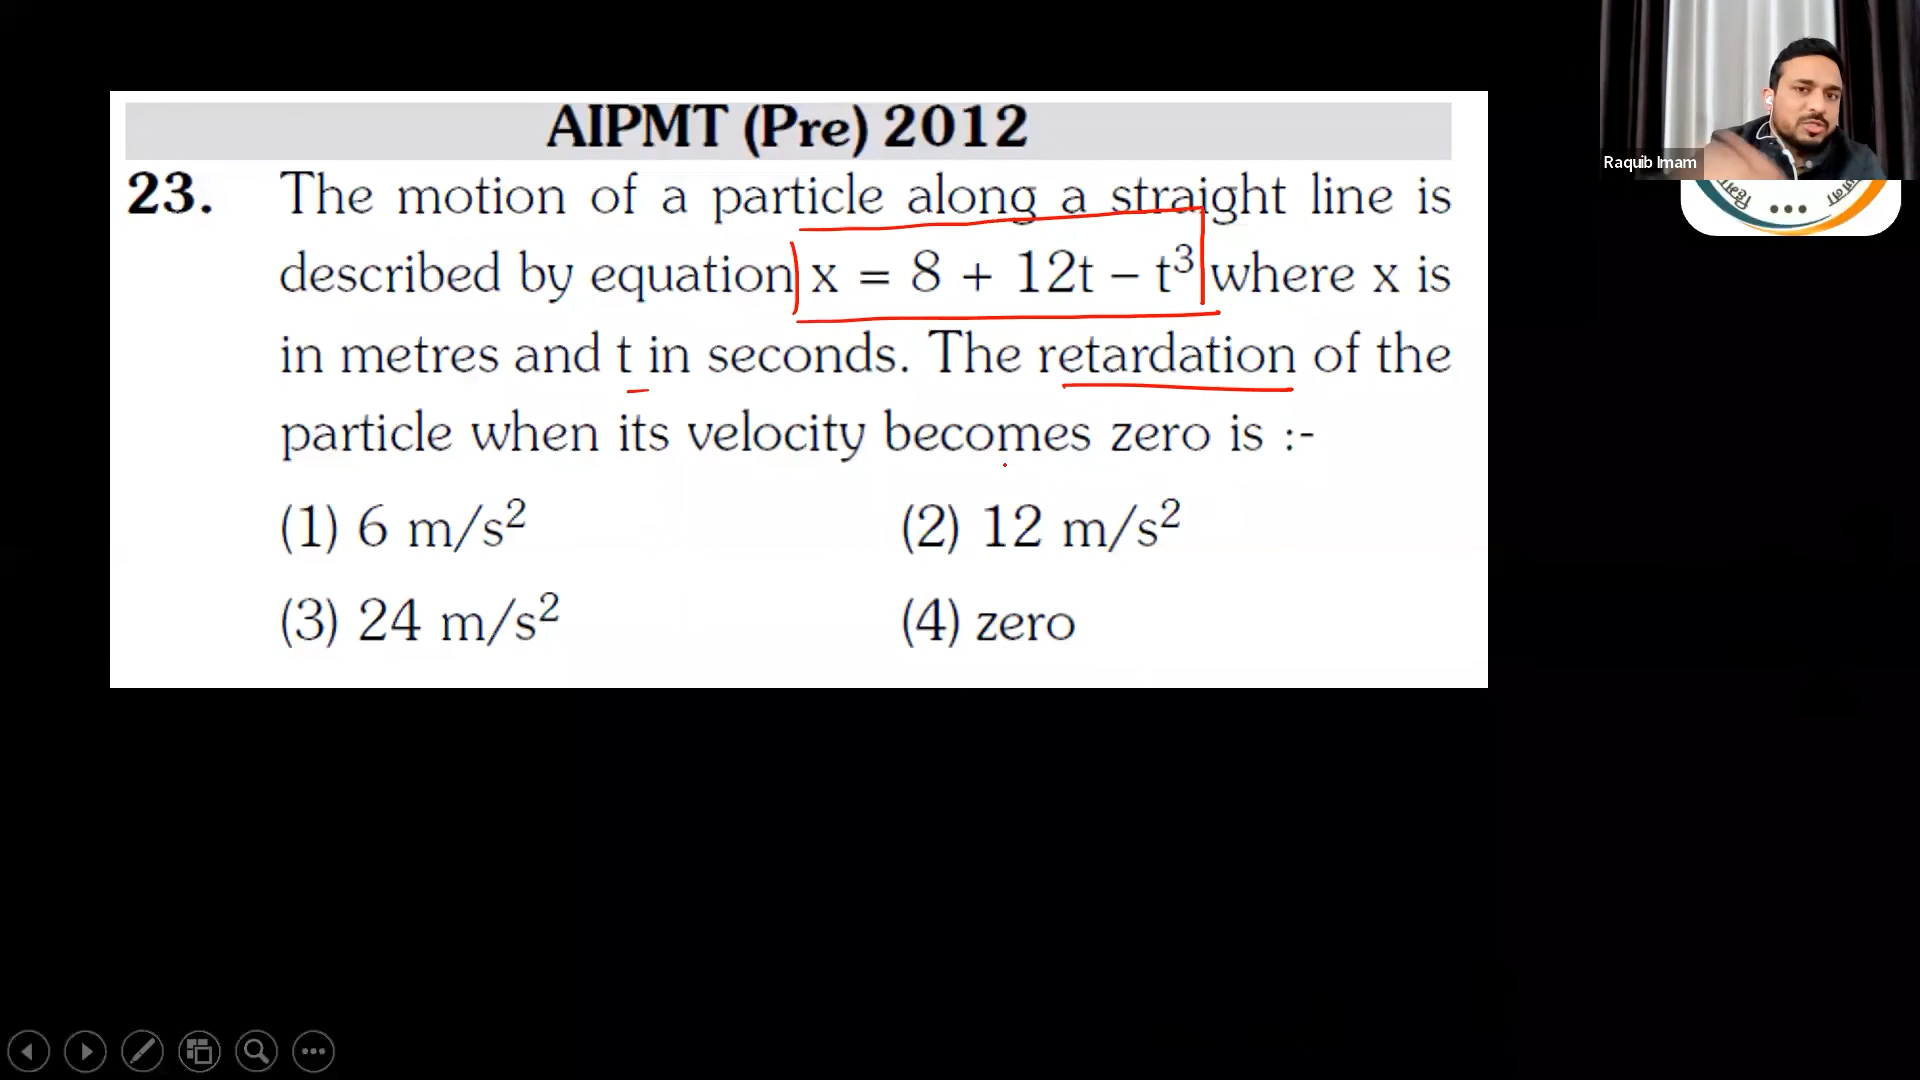 AIPMT (Pre) 2012
23. The motion of a particle along a straight line is
described by equation x = 8 + 12t – t³ where x is
in metres and t in seconds. The retardation of the
particle when its velocity becomes zero is :-
(1) 6 m/s² (2) 12 m/s²
(3) 24 m/s² (4) zero
Raquib Imam